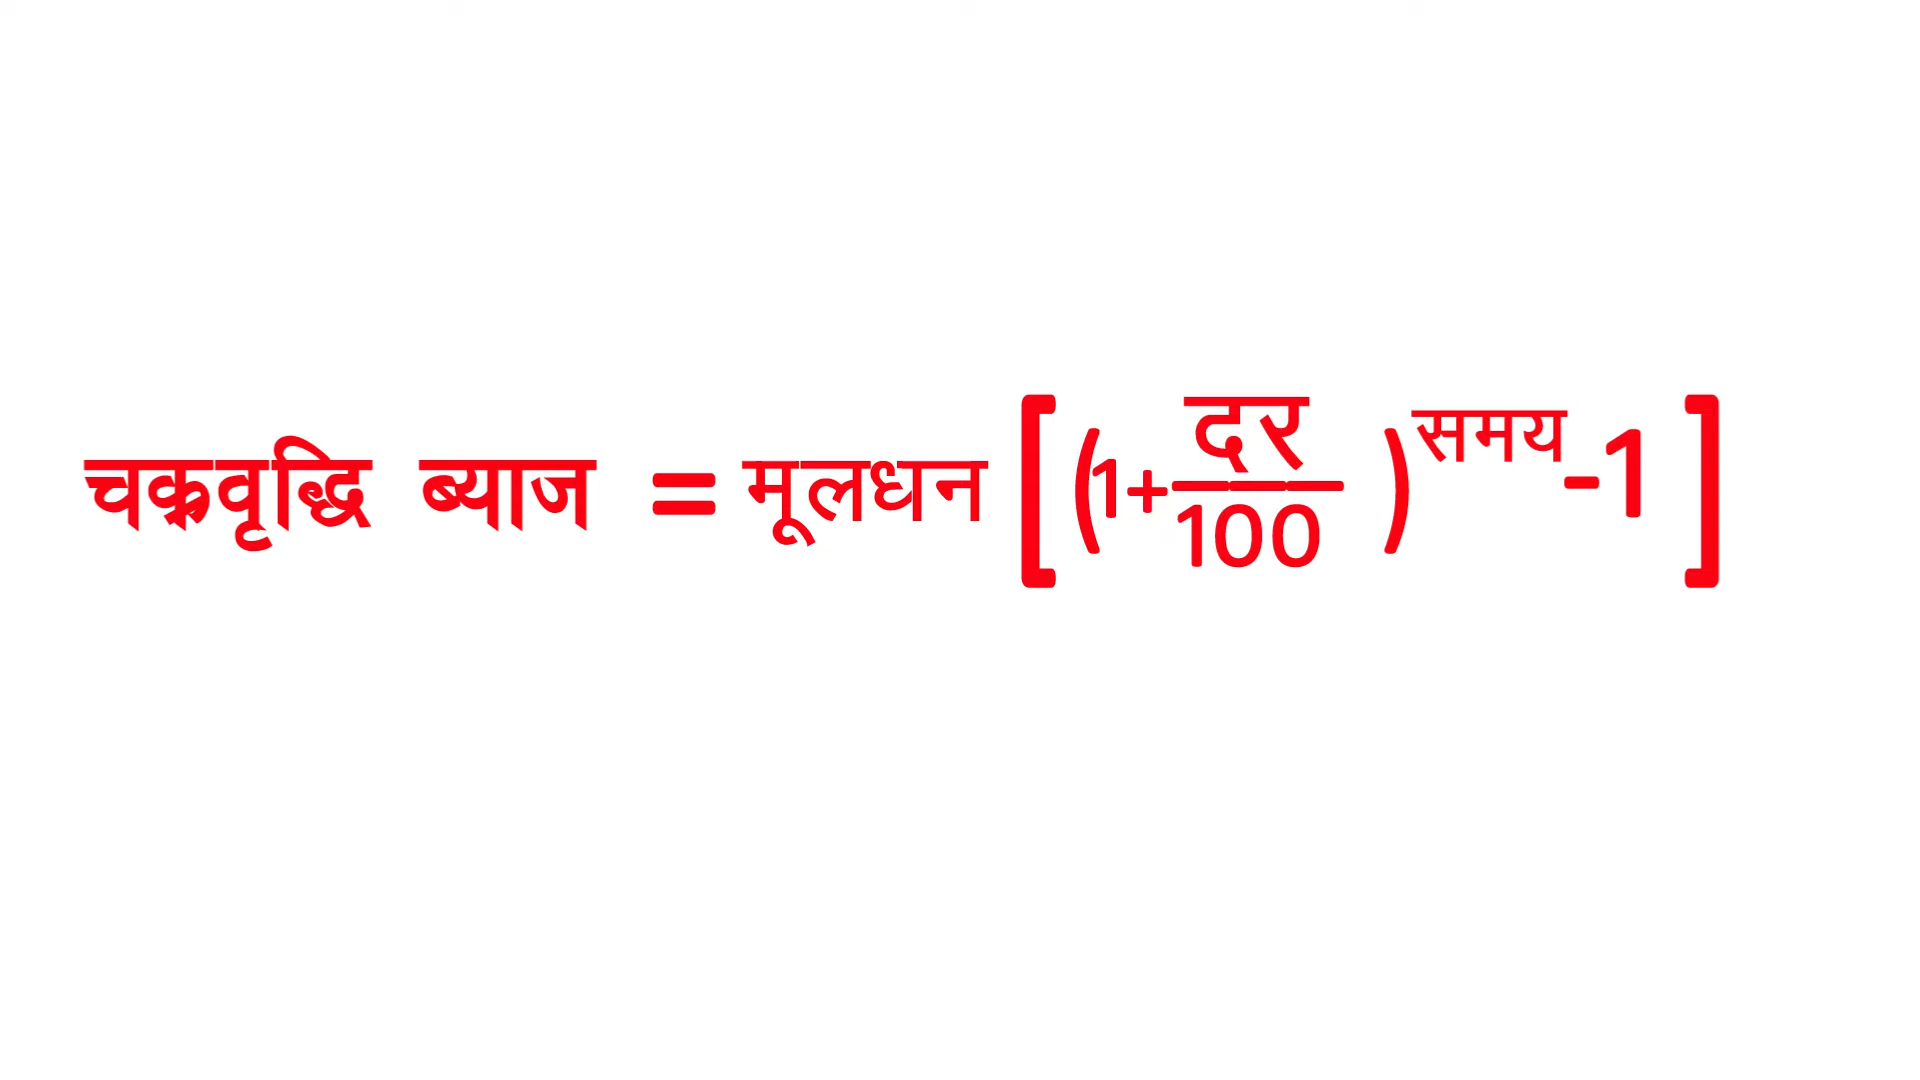 चक्रवृद्धि ब्याज = मूलधन [(1+दर/100)^समय-1]